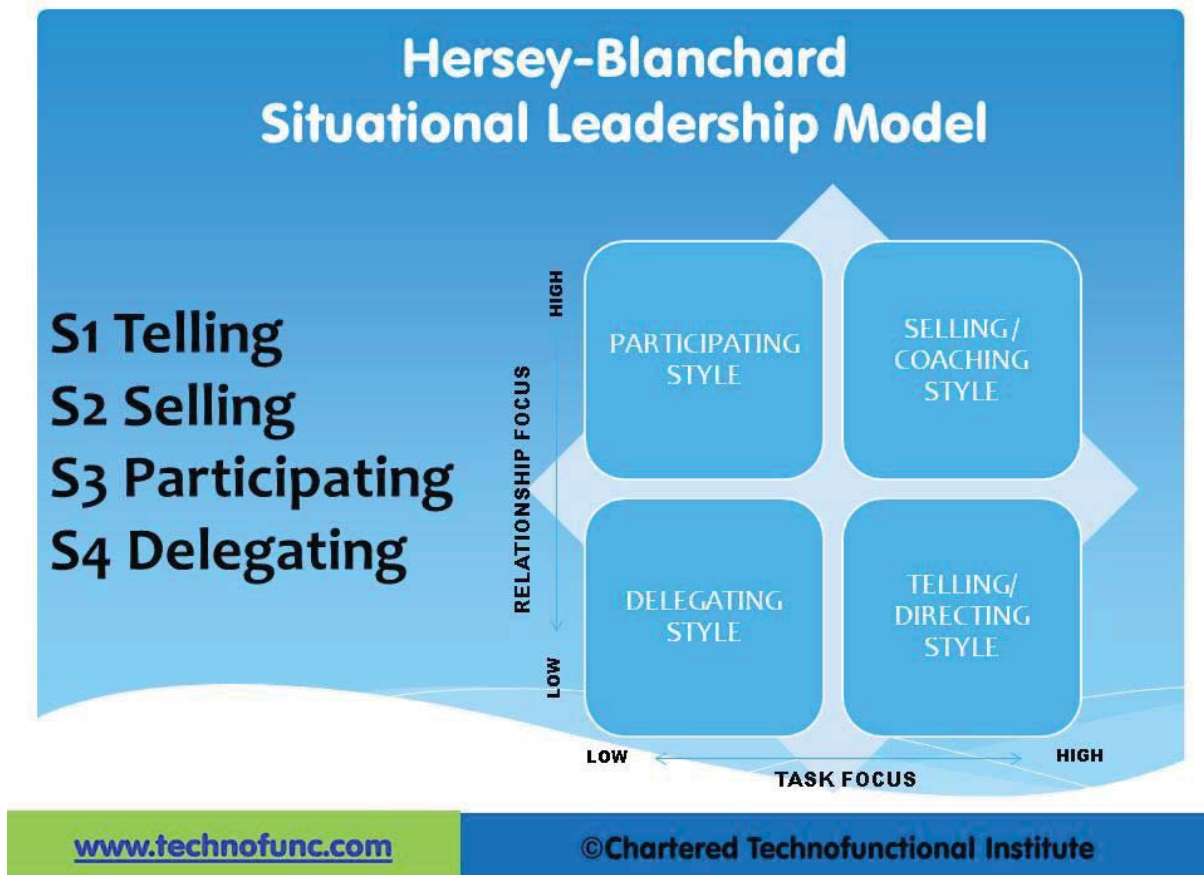 Hersey-Blanchard
Situational Leadership Model
S1 Telling
S2 Selling
S3 Participating
S4 Delegating
HIGH
RELATIONSHIP FOCUS
LOW
PARTICIPATING
STYLE
SELLING/
COACHING
STYLE
DELEGATING
STYLE
TELLING/
DIRECTING
STYLE
LOW
HIGH
TASK FOCUS
www.technofunc.com
©Chartered Technofunctional Institute